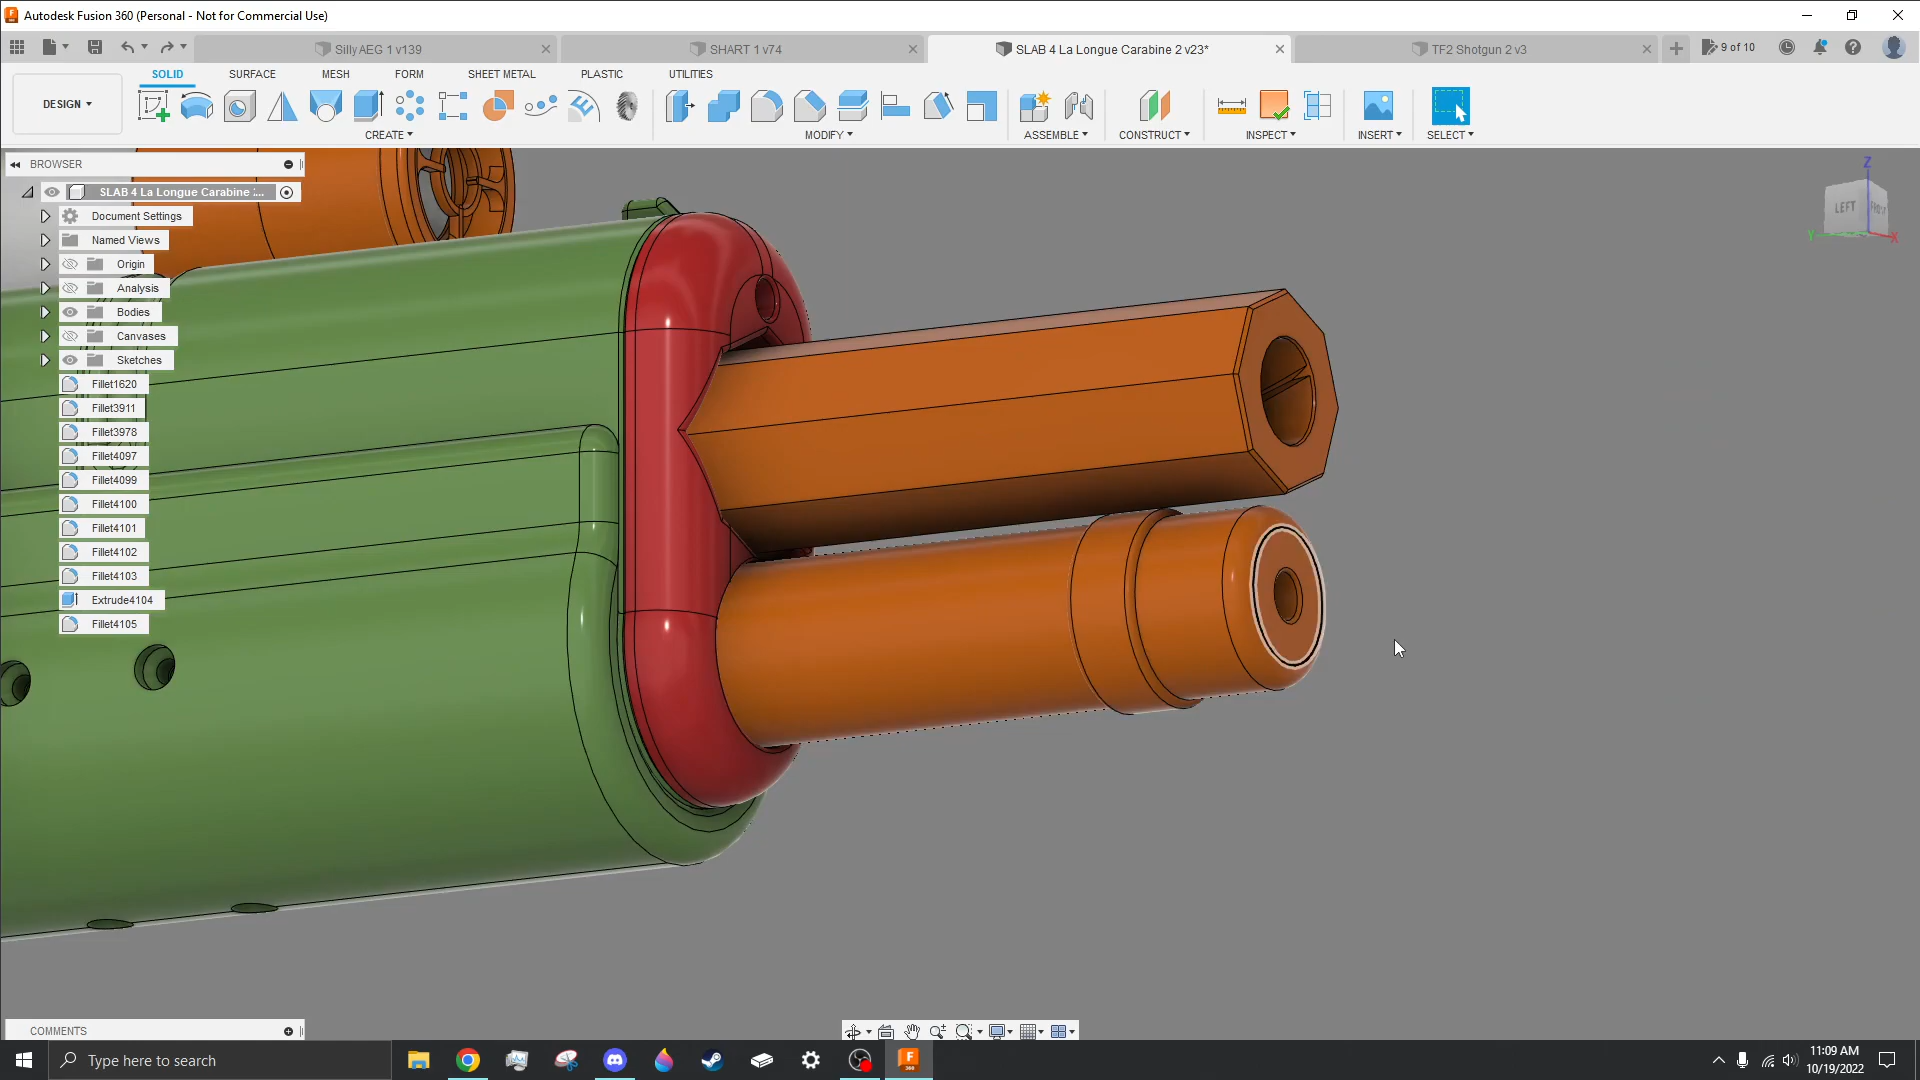 Autodesk Fusion 360 (Personal - Not for Commercial Use)
SillyAEG 1 v139
SHART 1 v74
SLAB 4 La Longue Carabine 2 v23*
TF2 Shotgun 2 v3
9 of 10
SOLID SURFACE MESH FORM SHEET METAL PLASTIC UTILITIES
DESIGN
CREATE MODIFY ASSEMBLE CONSTRUCT INSPECT INSERT SELECT
BROWSER
SLAB 4 La Longue Carabine :...
Document Settings
Named Views
Origin
Analysis
Bodies
Canvases
Sketches
Fillet1620
Fillet3911
Fillet3978
Fillet4097
Fillet4099
Fillet4100
Fillet4101
Fillet4102
Fillet4103
Extrude4104
Fillet4105
Z
LEFT
Y
X
COMMENTS
Type here to search
F
360
11:09 AM
10/19/2022